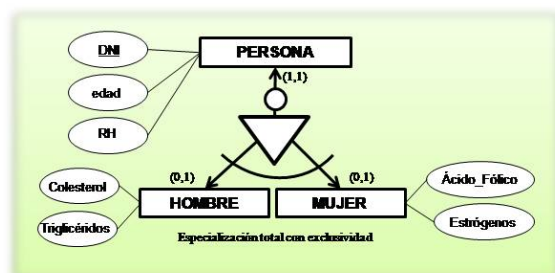 DNI
PERSONA
(1,1)
edad
RH
(0,1)
(0,1)
Colesterol
Ácido_Fólico
HOMBRE
MUJER
Triglicéridos
Estrógenos
Especialización total con exclusividad